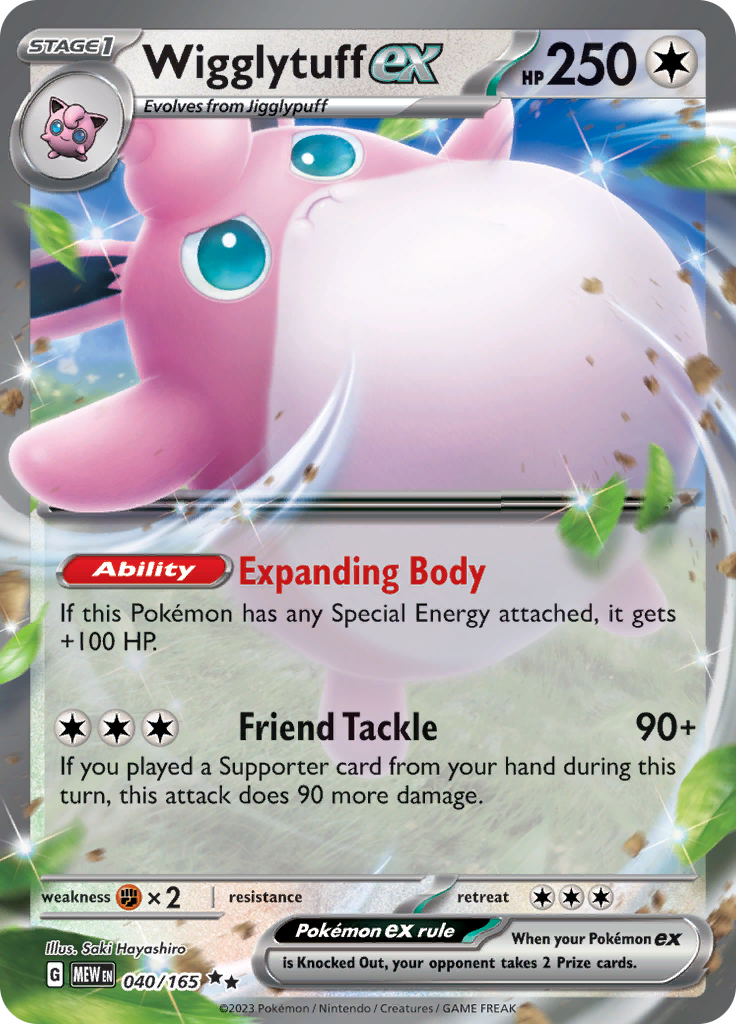 STAGE 1
Wigglytuff ex
HP 250
Evolves from Jigglypuff
Ability Expanding Body
If this Pokémon has any Special Energy attached, it gets
+100 HP.
Friend Tackle 90+
If you played a Supporter card from your hand during this
turn, this attack does 90 more damage.
weakness ×2 resistance retreat
Illus. Saki Hayashiro
Pokémon ex rule When your Pokémon ex
is Knocked Out, your opponent takes 2 Prize cards.
G MEW EN 040/165
©2023 Pokémon / Nintendo / Creatures / GAME FREAK